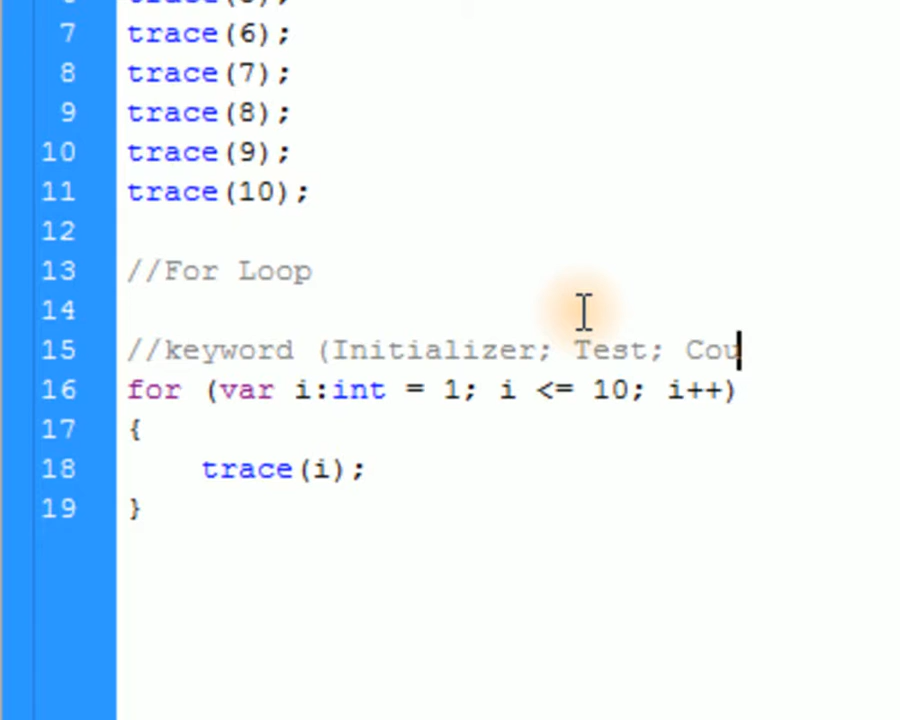 7 trace(6);
8 trace(7);
9 trace(8);
10 trace(9);
11 trace(10);
12
13 //For Loop
14
15 //keyword (Initializer; Test; Cou
16 for (var i:int = 1; i <= 10; i++)
17 {
18 trace(i);
19 }